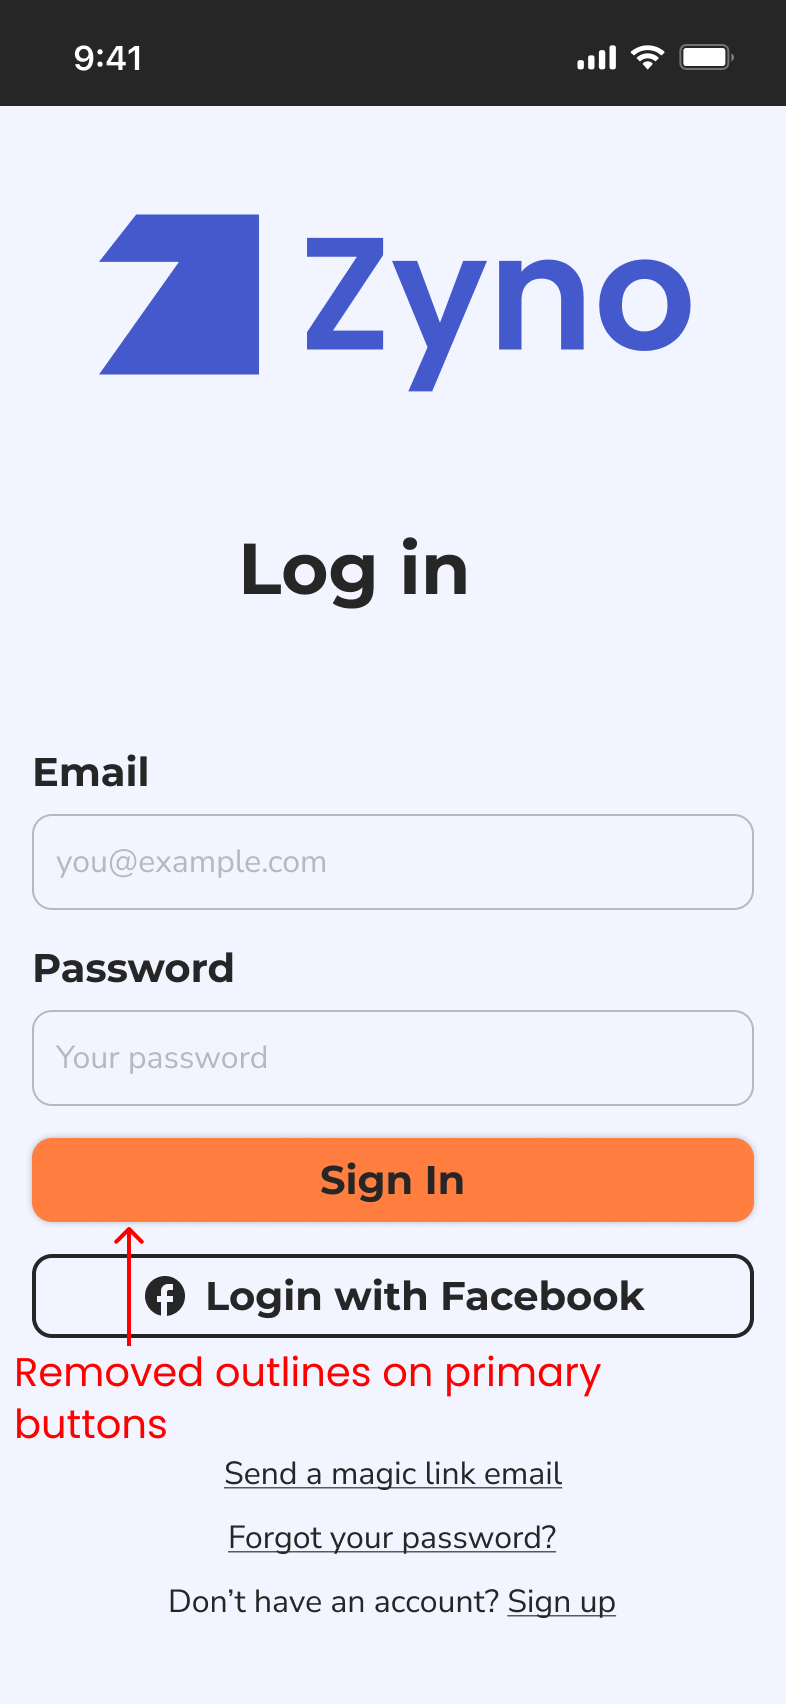 9:41
Zyno
Log in
Email
you@example.com
Password
Your password
Sign In
Login with Facebook
Removed outlines on primary
buttons
Send a magic link email
Forgot your password?
Don’t have an account? Sign up